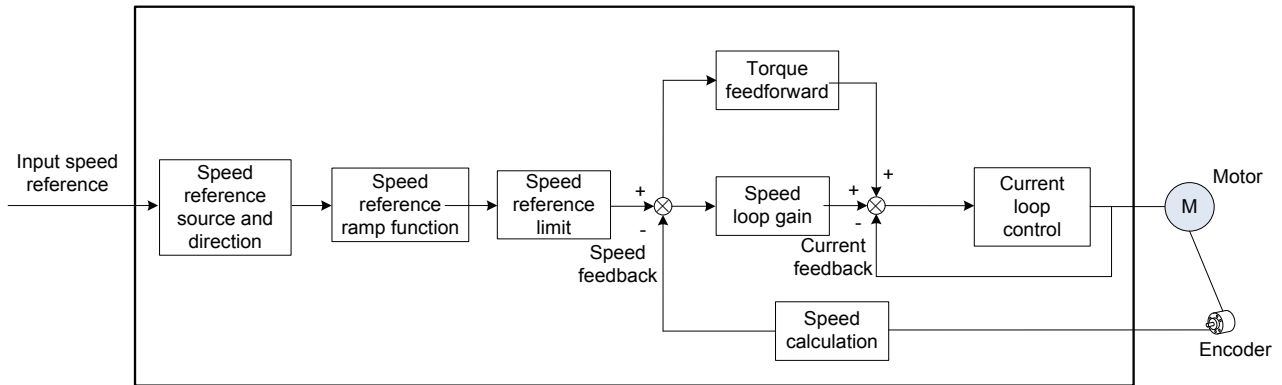 Torque
feedforward
Input speed
reference
Speed
reference
source and
direction
Speed
reference
ramp function
Speed
reference
limit
+
-
Speed
feedback
Speed
loop gain
+
+
-
Current
feedback
Current
loop
control
Motor
M
Speed
calculation
Encoder